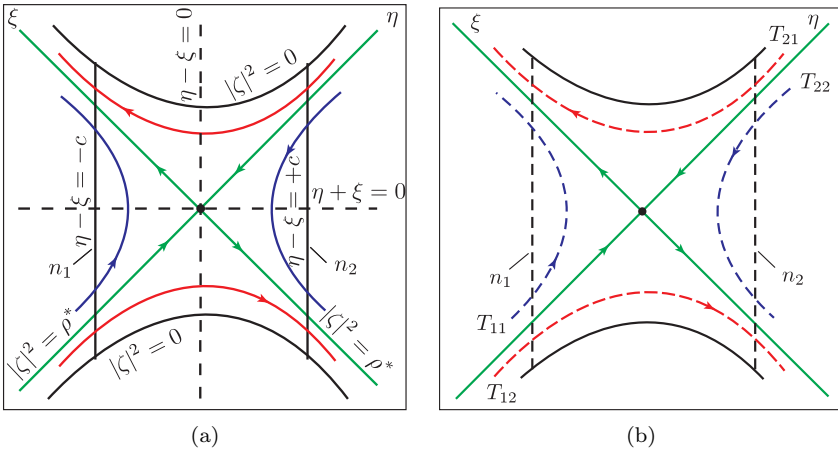 ξ
η
η − ξ = 0
|ζ|² = 0
η − ξ = −c
η − ξ = +c
η + ξ = 0
n₁
n₂
|ζ|² = ρ*
|ζ|² = 0
|ζ|² = ρ*
(a)
ξ
η
T₂₁
T₂₂
n₁
n₂
T₁₁
T₁₂
(b)